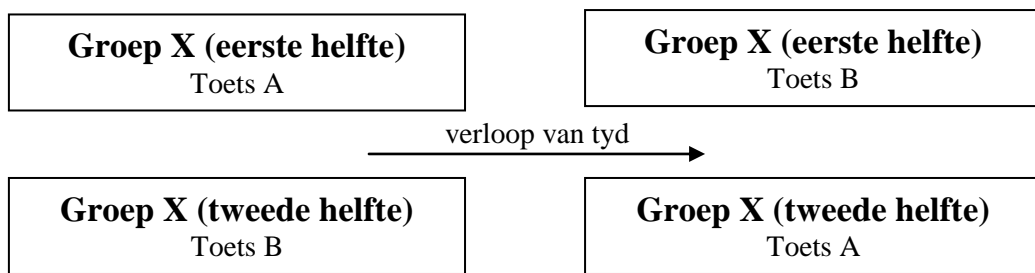 Groep X (eerste helfte)
Toets A
Groep X (eerste helfte)
Toets B
verloop van tyd
Groep X (tweede helfte)
Toets B
Groep X (tweede helfte)
Toets A